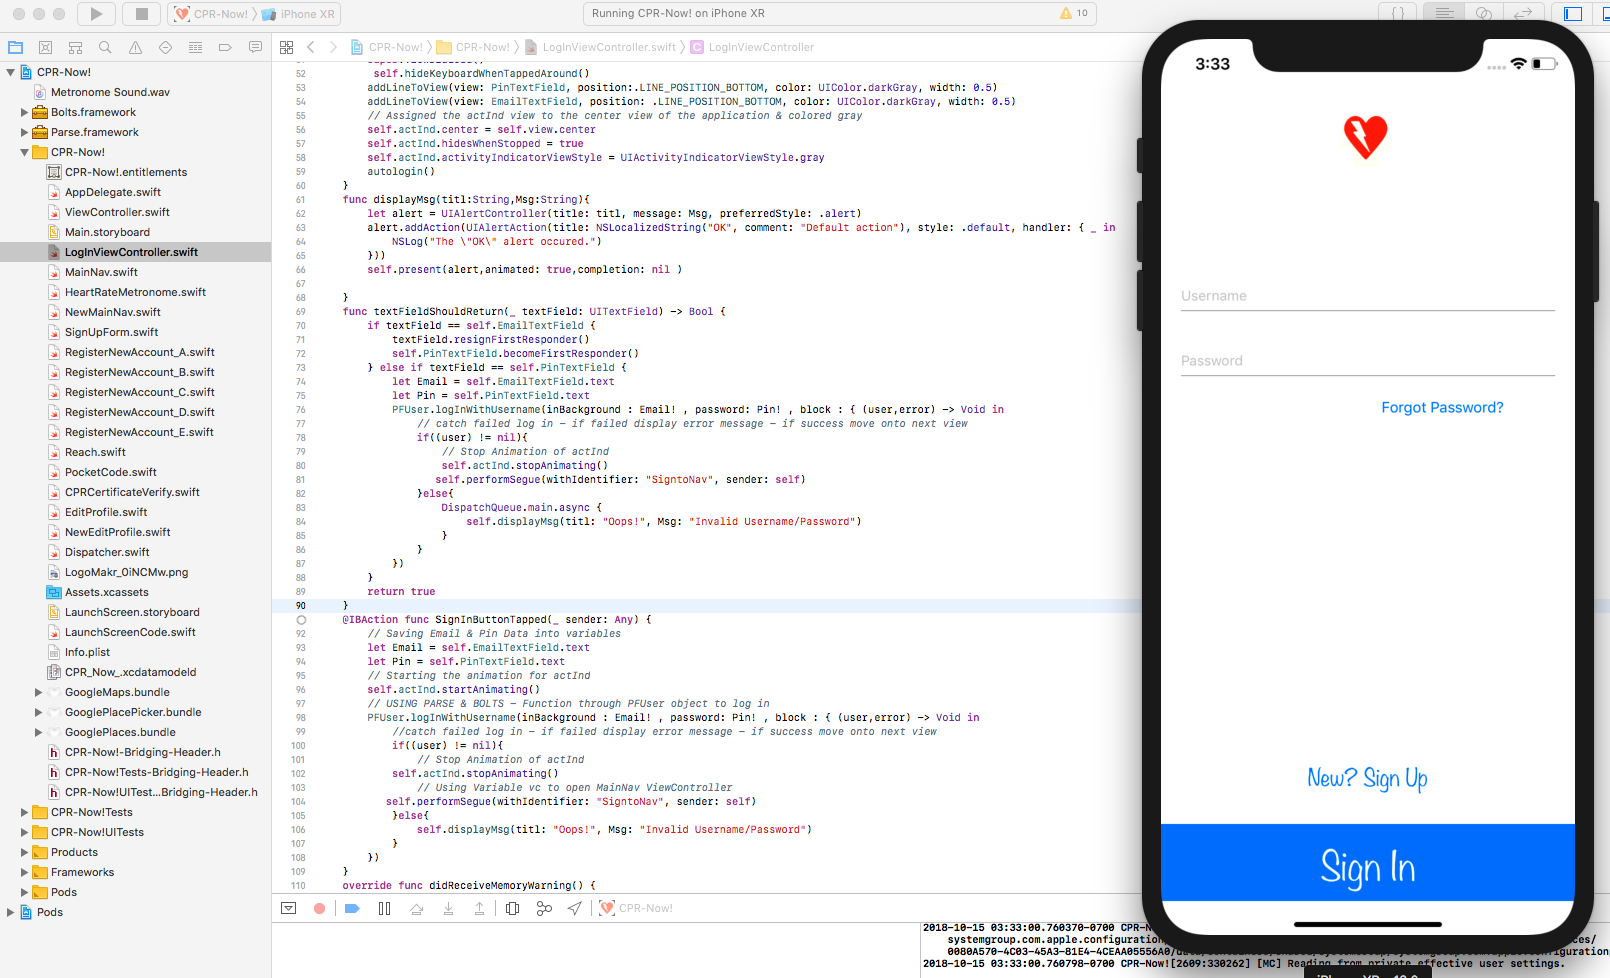 CPR-Now! iPhone XR
Running CPR-Now! on iPhone XR
10
CPR-Now! CPR-Now! LogInViewController.swift LogInViewController
CPR-Now!
Metronome Sound.wav
Bolts.framework
Parse.framework
CPR-Now!
CPR-Now!.entitlements
AppDelegate.swift
ViewController.swift
Main.storyboard
LogInViewController.swift
MainNav.swift
HeartRateMetronome.swift
NewMainNav.swift
SignUpForm.swift
RegisterNewAccount_A.swift
RegisterNewAccount_B.swift
RegisterNewAccount_C.swift
RegisterNewAccount_D.swift
RegisterNewAccount_E.swift
Reach.swift
PocketCode.swift
CPRCertificateVerify.swift
EditProfile.swift
NewEditProfile.swift
Dispatcher.swift
LogoMakr_0iNCMw.png
Assets.xcassets
LaunchScreen.storyboard
LaunchScreenCode.swift
Info.plist
CPR_Now_.xcdatamodeld
GoogleMaps.bundle
GooglePlacePicker.bundle
GooglePlaces.bundle
CPR-Now!-Bridging-Header.h
CPR-Now!Tests-Bridging-Header.h
CPR-Now!UITest...Bridging-Header.h
CPR-Now!Tests
CPR-Now!UITests
Products
Frameworks
Pods
Pods
52 self.hideKeyboardWhenTappedAround()
53 addLineToView(view: PinTextField, position:.LINE_POSITION_BOTTOM, color: UIColor.darkGray, width: 0.5)
54 addLineToView(view: EmailTextField, position: .LINE_POSITION_BOTTOM, color: UIColor.darkGray, width: 0.5)
55 // Assigned the actInd view to the center view of the application & colored gray
56 self.actInd.center = self.view.center
57 self.actInd.hidesWhenStopped = true
58 self.actInd.activityIndicatorViewStyle = UIActivityIndicatorViewStyle.gray
59 autologin()
60 }
61 func displayMsg(titl:String,Msg:String){
62 let alert = UIAlertController(title: titl, message: Msg, preferredStyle: .alert)
63 alert.addAction(UIAlertAction(title: NSLocalizedString("OK", comment: "Default action"), style: .default, handler: { _ in
64 NSLog("The \"OK\" alert occured.")
65 }))
66 self.present(alert,animated: true,completion: nil )
67
68 }
69 func textFieldShouldReturn(_ textField: UITextField) -> Bool {
70 if textField == self.EmailTextField {
71 textField.resignFirstResponder()
72 self.PinTextField.becomeFirstResponder()
73 } else if textField == self.PinTextField {
74 let Email = self.EmailTextField.text
75 let Pin = self.PinTextField.text
76 PFUser.logInWithUsername(inBackground : Email! , password: Pin! , block : { (user,error) -> Void in
77 // catch failed log in – if failed display error message – if success move onto next view
78 if((user) != nil){
79 // Stop Animation of actInd
80 self.actInd.stopAnimating()
81 self.performSegue(withIdentifier: "SigntoNav", sender: self)
82 }else{
83 DispatchQueue.main.async {
84 self.displayMsg(titl: "Oops!", Msg: "Invalid Username/Password")
85 }
86 }
87 })
88 }
89 return true
90 }
@IBAction func SignInButtonTapped(_ sender: Any) {
92 // Saving Email & Pin Data into variables
93 let Email = self.EmailTextField.text
94 let Pin = self.PinTextField.text
95 // Starting the animation for actInd
96 self.actInd.startAnimating()
97 // USING PARSE & BOLTS – Function through PFUser object to log in
98 PFUser.logInWithUsername(inBackground : Email! , password: Pin! , block : { (user,error) -> Void in
99 //catch failed log in – if failed display error message – if success move onto next view
100 if((user) != nil){
101 // Stop Animation of actInd
102 self.actInd.stopAnimating()
103 // Using Variable vc to open MainNav ViewController
104 self.performSegue(withIdentifier: "SigntoNav", sender: self)
105 }else{
106 self.displayMsg(titl: "Oops!", Msg: "Invalid Username/Password")
107 }
108 })
109 }
110 override func didReceiveMemoryWarning() {
CPR-Now!
2018-10-15 03:33:00.760370-0700 CPR-N
systemgroup.com.apple.configuration
0080A570-4C03-45A3-81E4-4CEAA05556A0/
2018-10-15 03:33:00.760798-0700 CPR-Now![2609:330262] [MC] Reading from private effective user settings.
3:33
Username
Password
Forgot Password?
New? Sign Up
Sign In